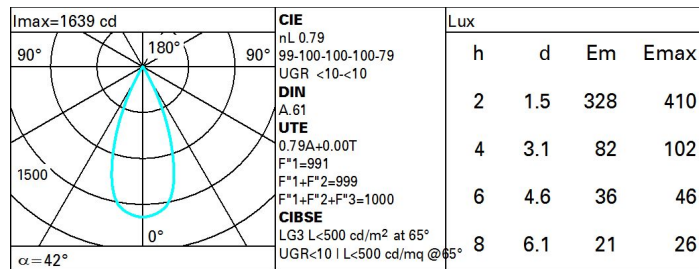 Imax=1639 cd
90°
180°
90°
1500
0°
α=42°
CIE
nL 0.79
99-100-100-100-79
UGR <10-<10
DIN
A.61
UTE
0.79A+0.00T
F"1=991
F"1+F"2=999
F"1+F"2+F"3=1000
CIBSE
LG3 L<500 cd/m² at 65°
UGR<10 | L<500 cd/mq @65°
Lux
h d Em Emax
2 1.5 328 410
4 3.1 82 102
6 4.6 36 46
8 6.1 21 26